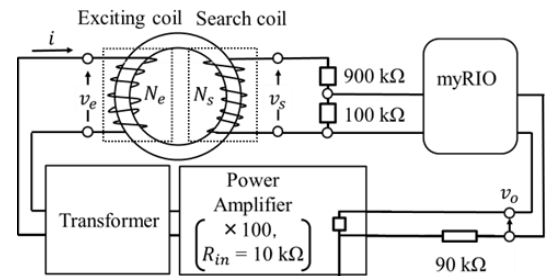 Exciting coil Search coil
i
900 kΩ
myRIO
v_e N_e N_s v_s
100 kΩ
Power
Amplifier
Transformer
× 100,
R_in = 10 kΩ
v_o
90 kΩ